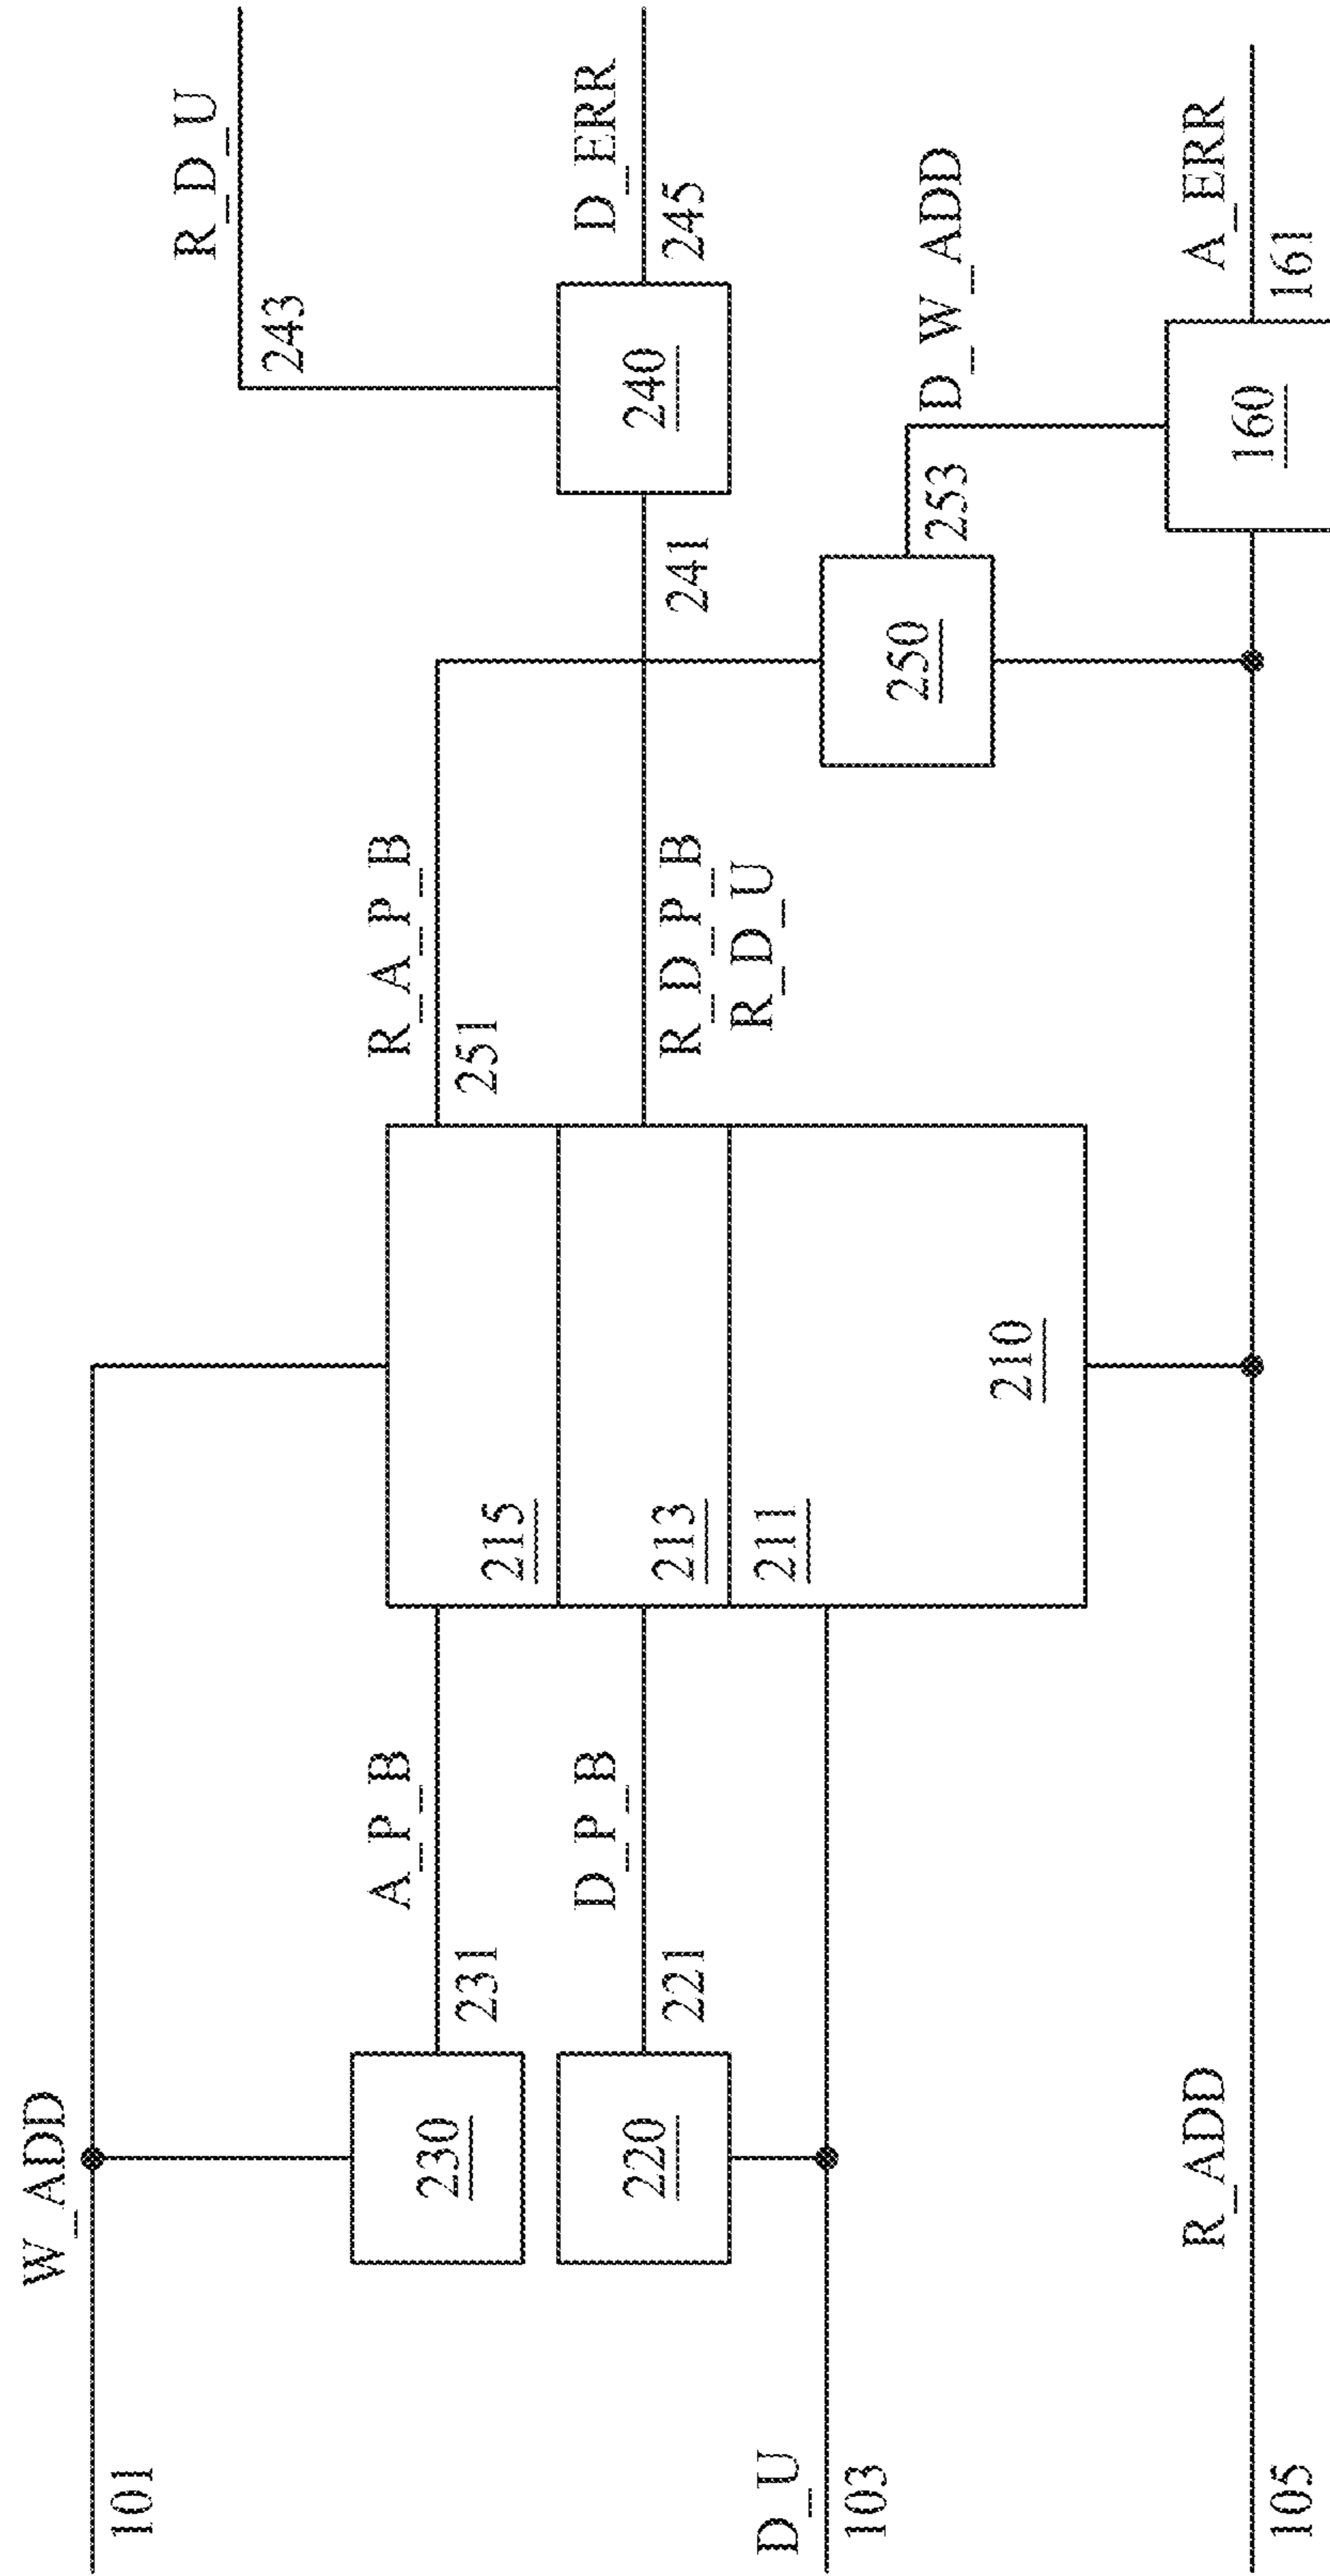 W_ADD
101
R_D_U
243
A_P_B
231
230
R_A_P_B
251
215
D_P_B
221
220
213
R_D_P_B
R_D_U
241
240
D_ERR
245
D_U
103
211
210
250
253
D_W_ADD
R_ADD
105
160
A_ERR
161